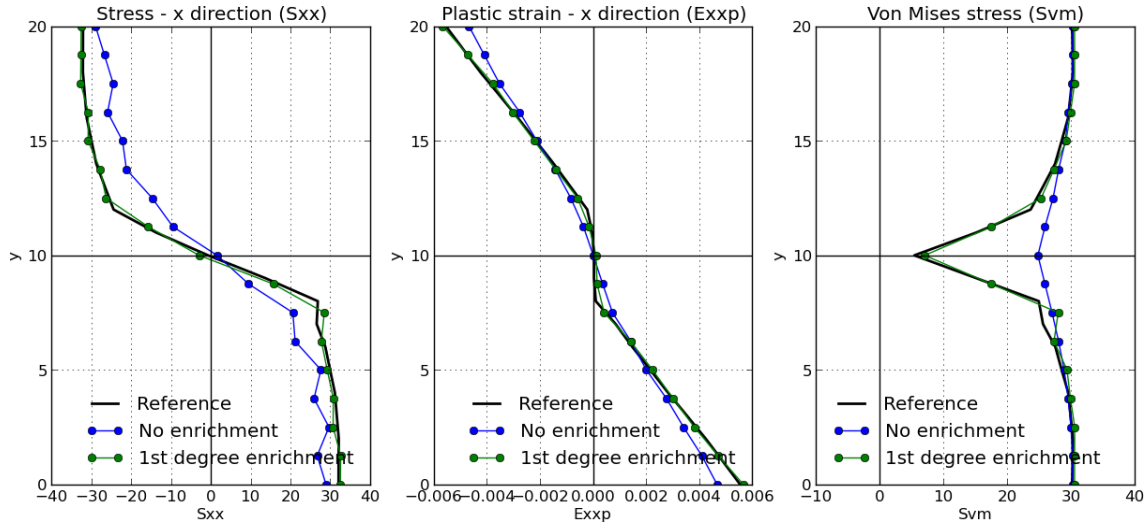 Stress - x direction (Sxx)
20
15
10
5
0
y
−40 −30 −20 −10 0 10 20 30 40
Sxx
Reference
No enrichment
1st degree enrichment
Plastic strain - x direction (Exxp)
20
15
10
5
0
y
−0.006 −0.004 −0.002 0.000 0.002 0.004 0.006
Exxp
Reference
No enrichment
1st degree enrichment
Von Mises stress (Svm)
20
15
10
5
0
y
−10 0 10 20 30 40
Svm
Reference
No enrichment
1st degree enrichment